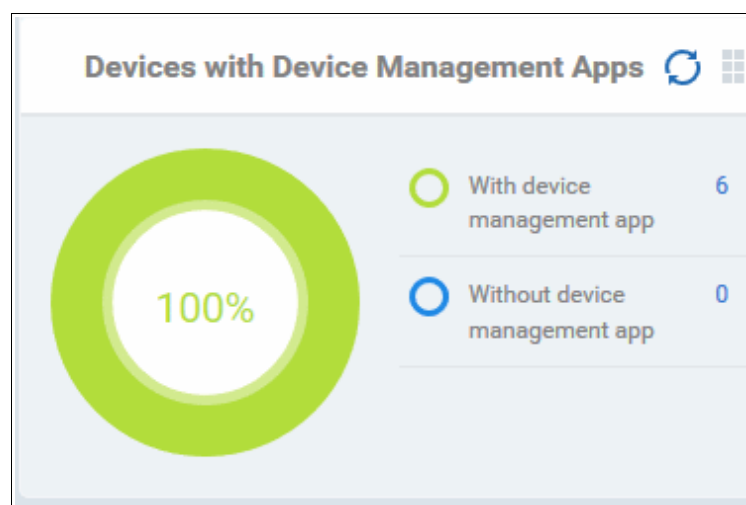 Devices with Device Management Apps
100%
With device 6
management app
Without device 0
management app